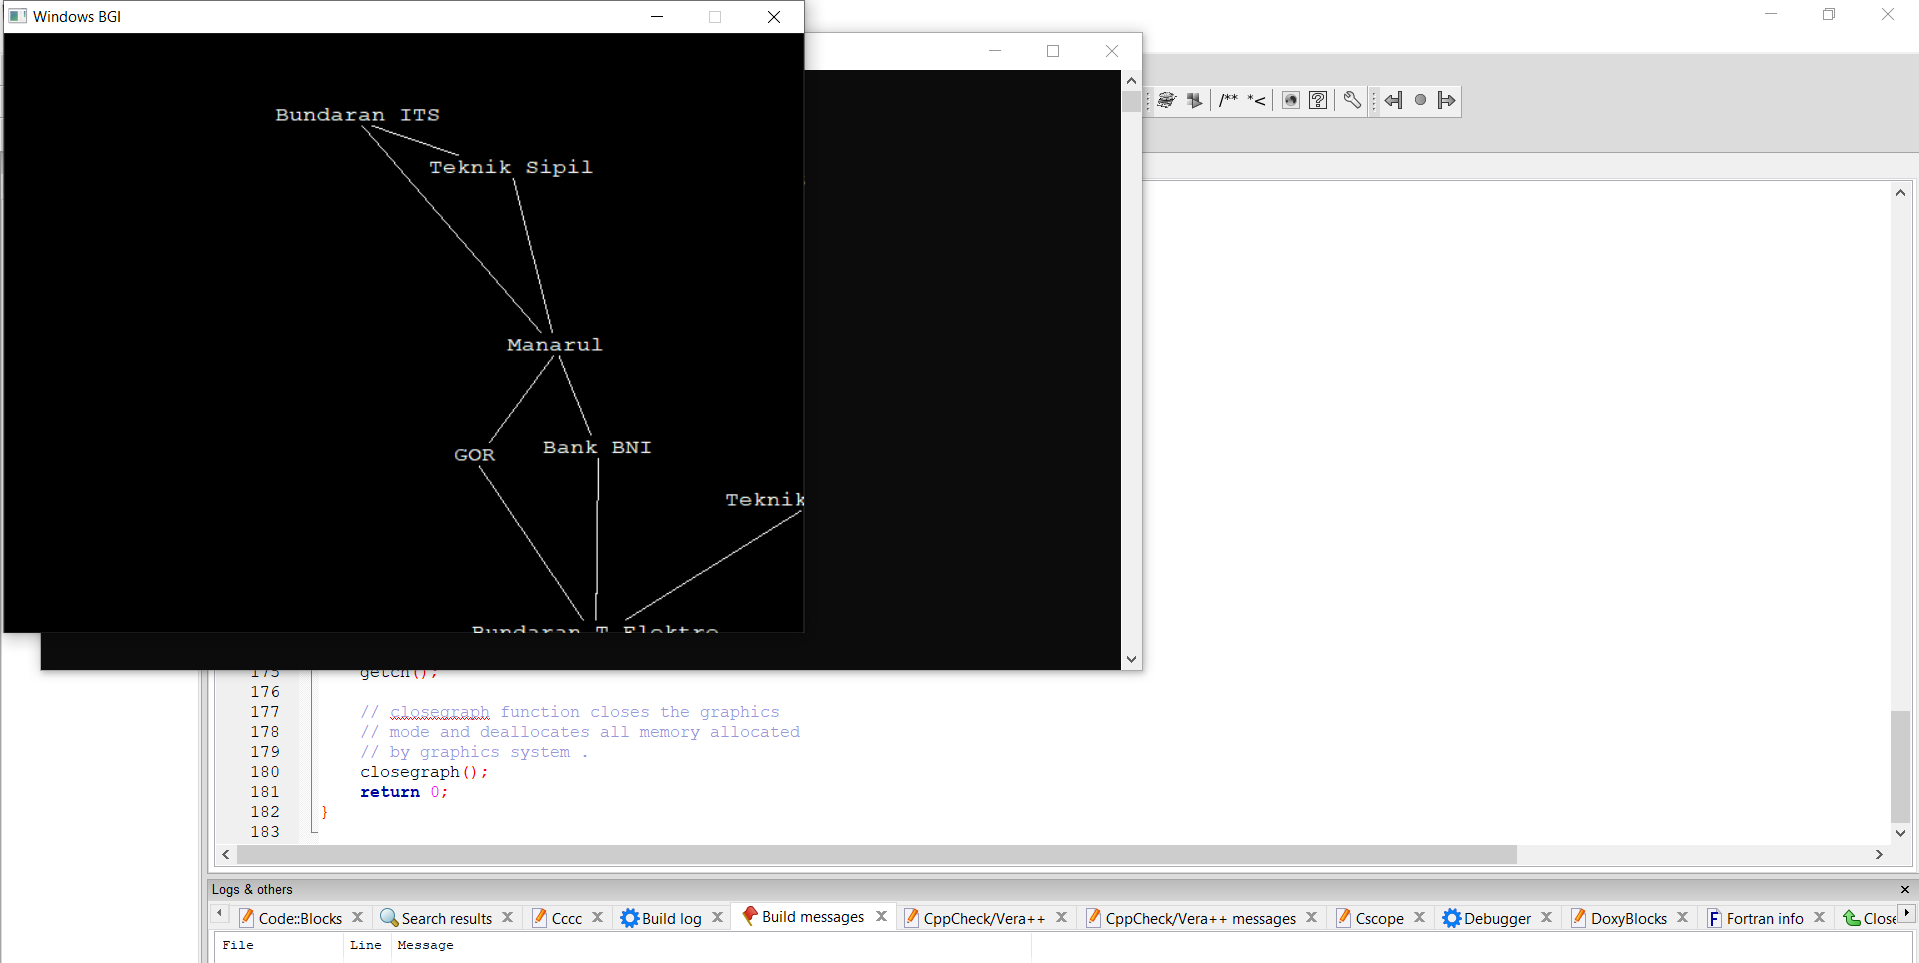 Windows BGI
Bundaran ITS
Teknik Sipil
Manarul
GOR
Bank BNI
Teknik
Bundaran T Elektro
/** *<
175 getch();
176
177 // closegraph function closes the graphics
178 // mode and deallocates all memory allocated
179 // by graphics system .
180 closegraph();
181 return 0;
182 }
183
Logs & others
Code::Blocks Search results Cccc Build log Build messages CppCheck/Vera++ CppCheck/Vera++ messages Cscope Debugger DoxyBlocks Fortran info Close
File Line Message